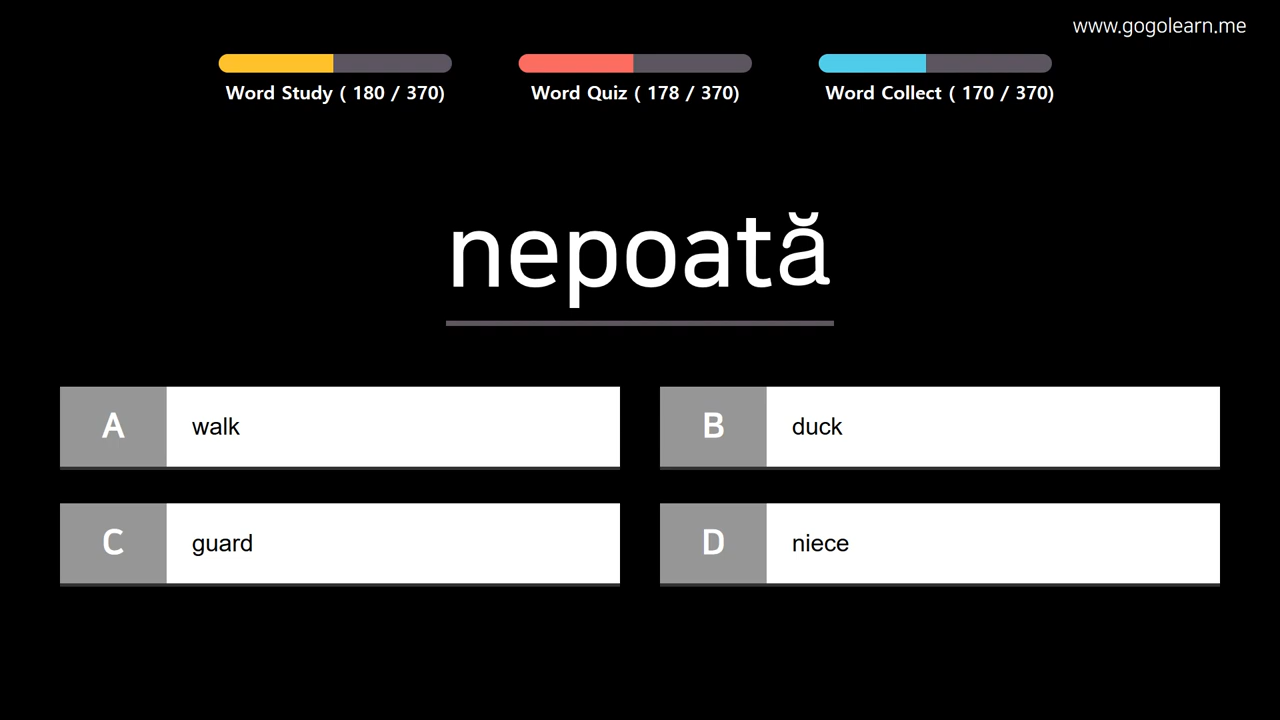 www.gogolearn.me
Word Study ( 180 / 370)
Word Quiz ( 178 / 370)
Word Collect ( 170 / 370)
nepoată
A walk
B duck
C guard
D niece